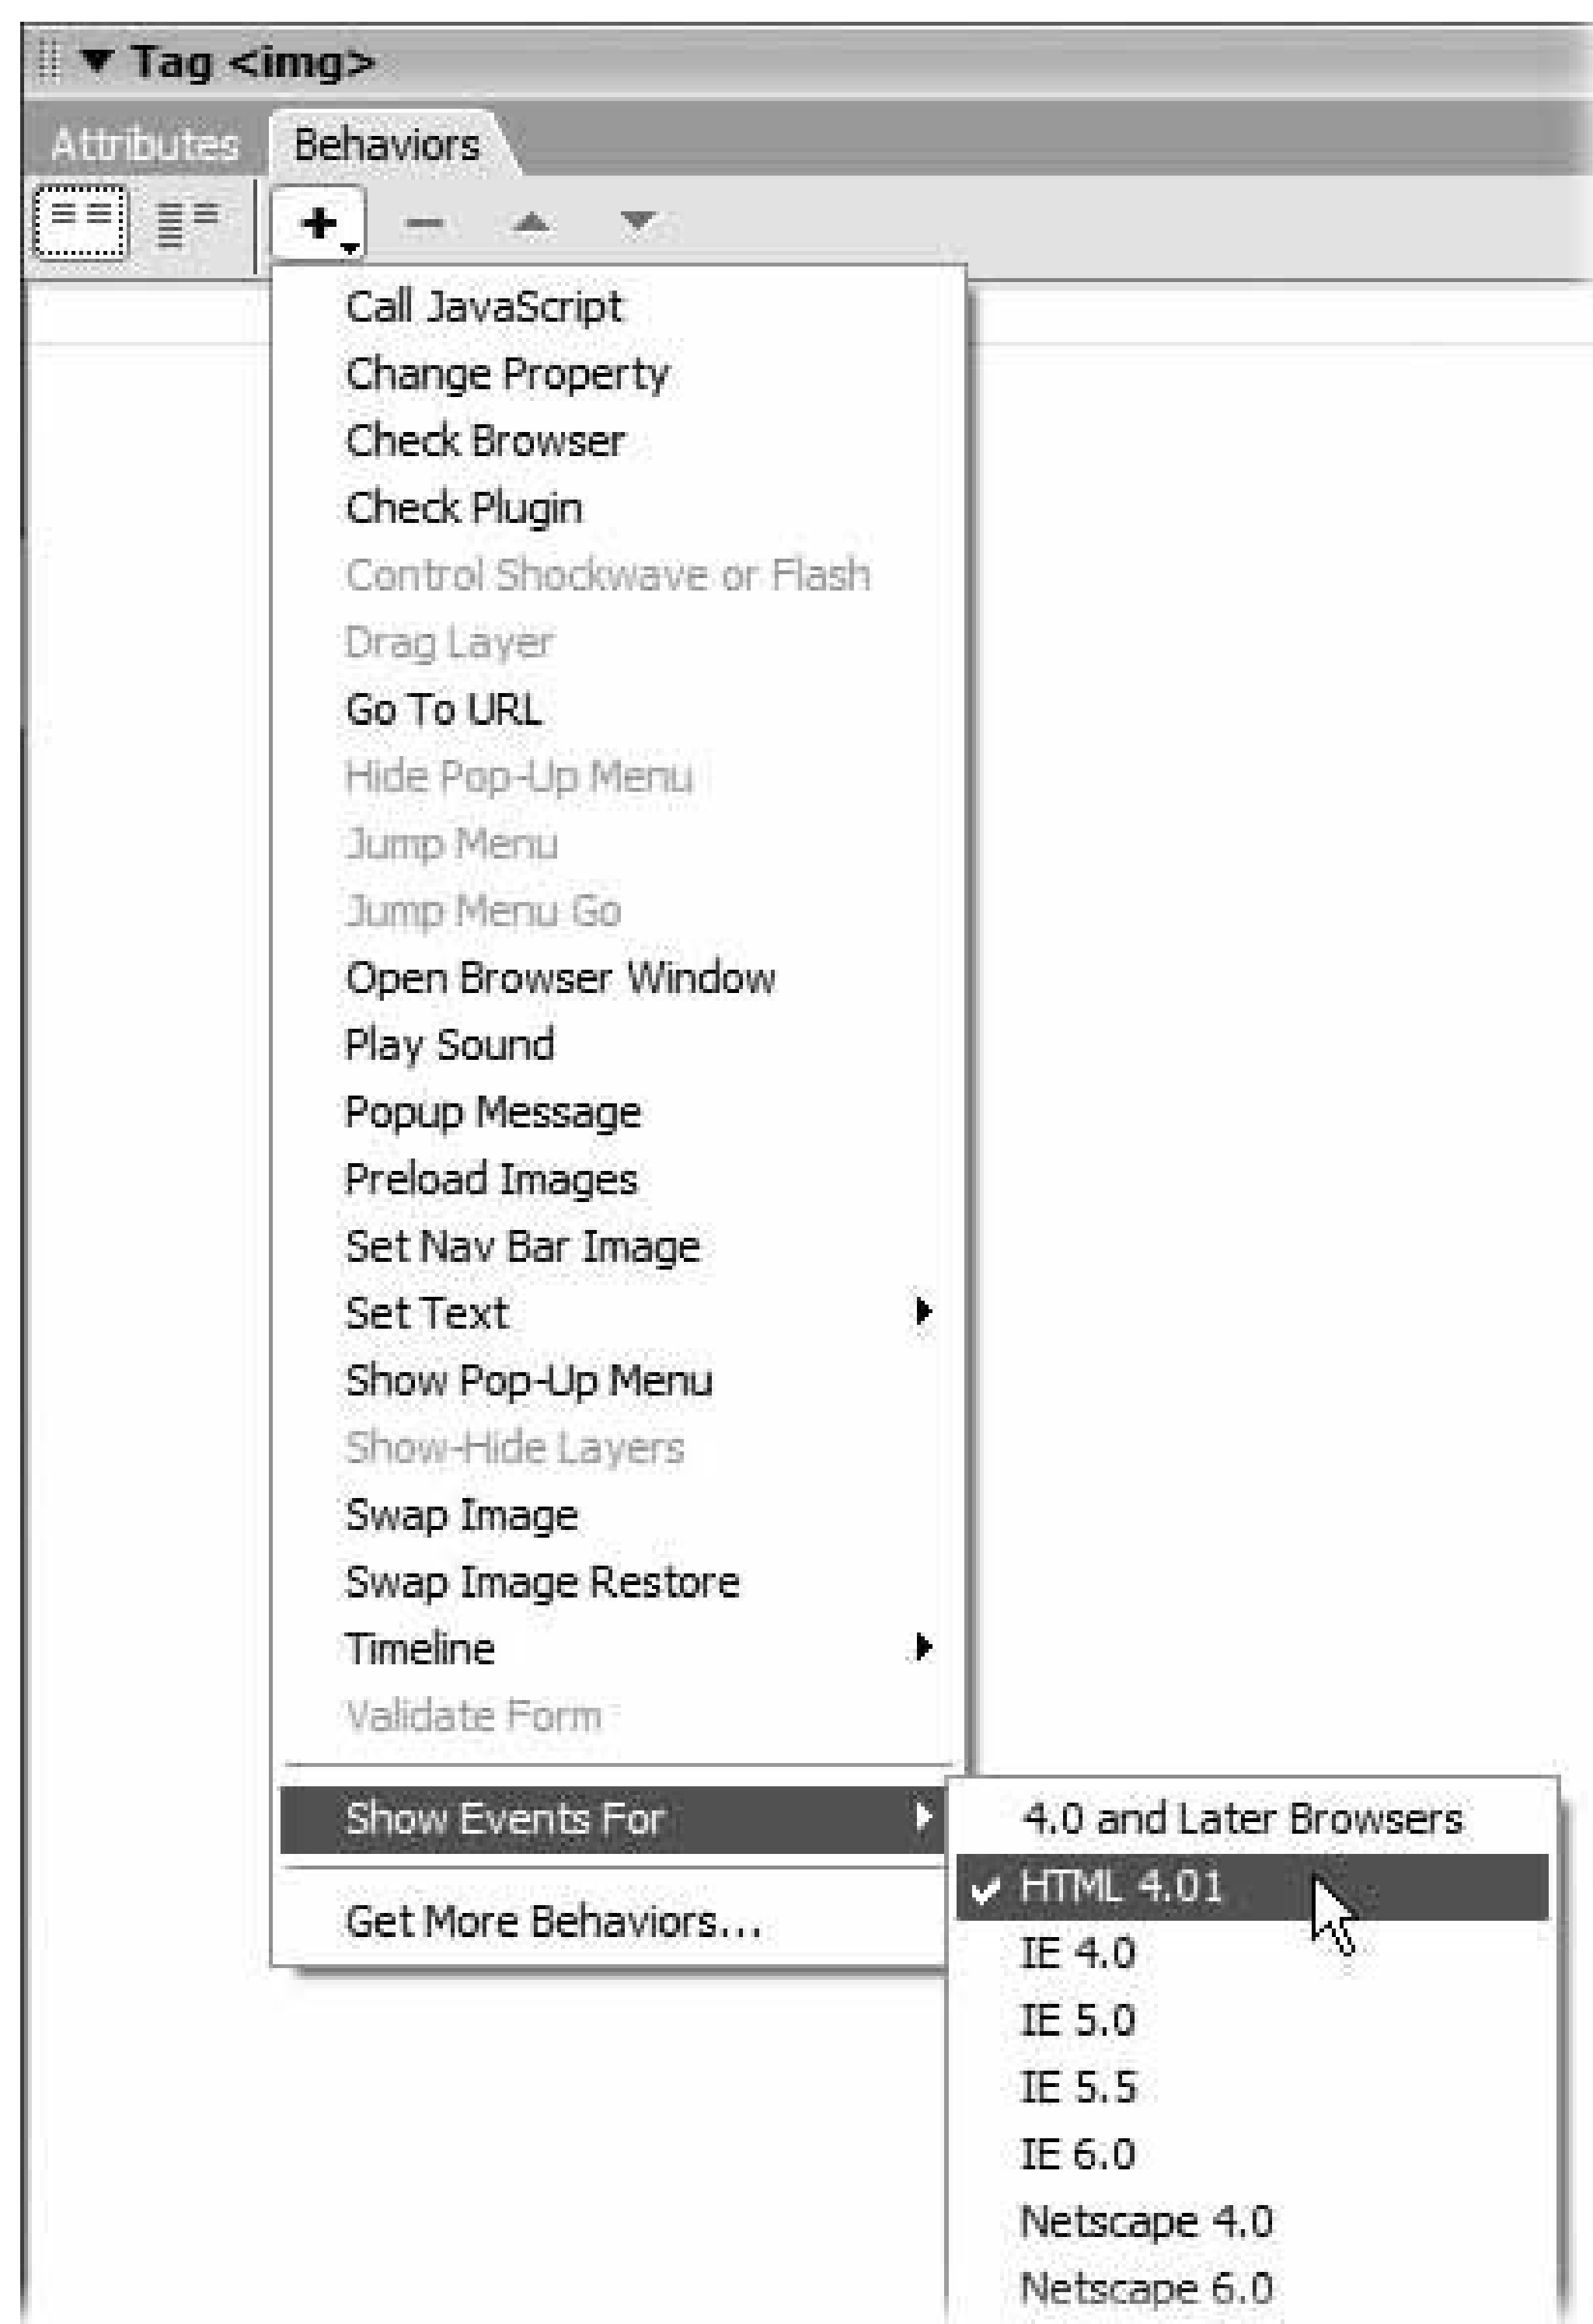 Tag <img>
Attributes Behaviors
Call JavaScript
Change Property
Check Browser
Check Plugin
Control Shockwave or Flash
Drag Layer
Go To URL
Hide Pop-Up Menu
Jump Menu
Jump Menu Go
Open Browser Window
Play Sound
Popup Message
Preload Images
Set Nav Bar Image
Set Text
Show Pop-Up Menu
Show-Hide Layers
Swap Image
Swap Image Restore
Timeline
Validate Form
Show Events For
Get More Behaviors...
4.0 and Later Browsers
HTML 4.01
IE 4.0
IE 5.0
IE 5.5
IE 6.0
Netscape 4.0
Netscape 6.0